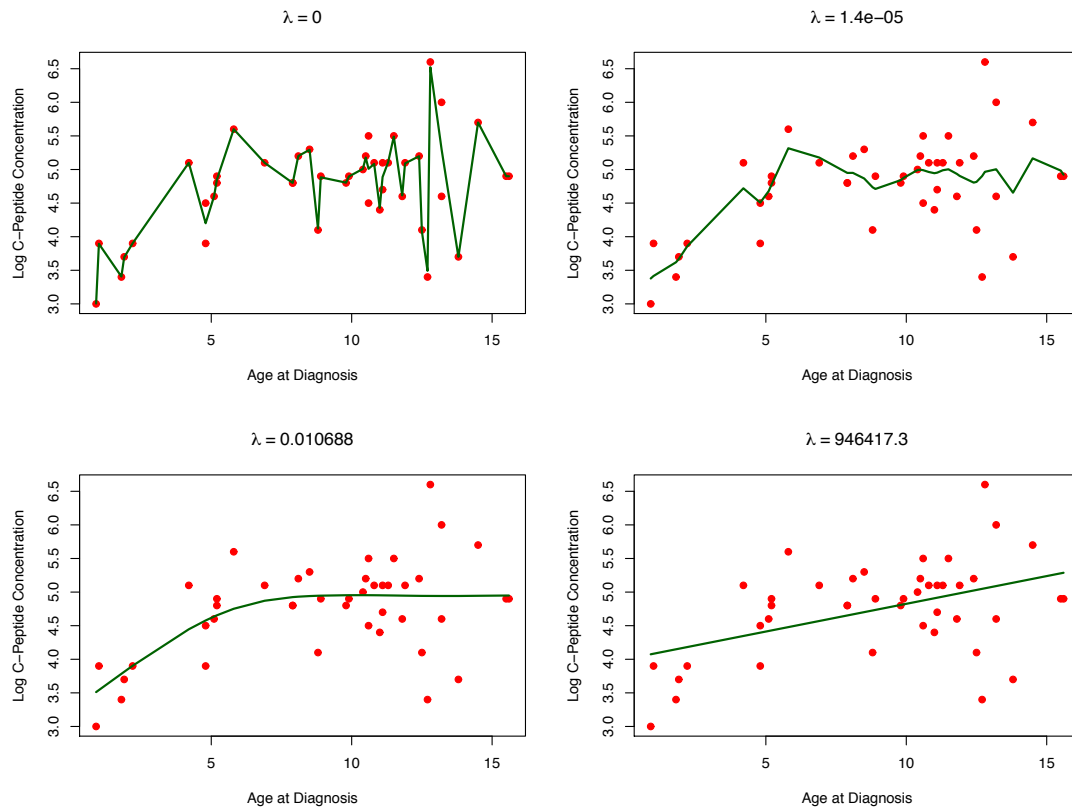 λ = 0
Log C−Peptide Concentration
3.0 3.5 4.0 4.5 5.0 5.5 6.0 6.5
5 10 15
Age at Diagnosis
λ = 1.4e−05
Log C−Peptide Concentration
3.0 3.5 4.0 4.5 5.0 5.5 6.0 6.5
5 10 15
Age at Diagnosis
λ = 0.010688
Log C−Peptide Concentration
3.0 3.5 4.0 4.5 5.0 5.5 6.0 6.5
5 10 15
Age at Diagnosis
λ = 946417.3
Log C−Peptide Concentration
3.0 3.5 4.0 4.5 5.0 5.5 6.0 6.5
5 10 15
Age at Diagnosis